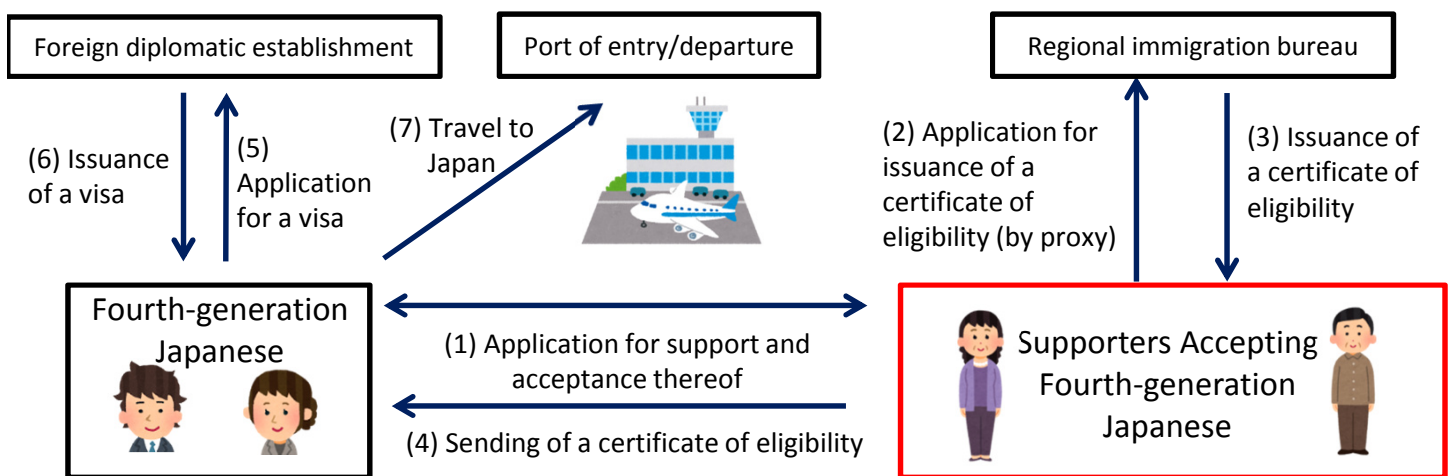 Foreign diplomatic establishment
Port of entry/departure
Regional immigration bureau
(6) Issuance
of a visa
(5)
Application
for a visa
(7) Travel to
Japan
(2) Application for
issuance of a
certificate of
eligibility (by proxy)
(3) Issuance of
a certificate of
eligibility
Fourth-generation
Japanese
(1) Application for support and
acceptance thereof
(4) Sending of a certificate of eligibility
Supporters Accepting
Fourth-generation
Japanese